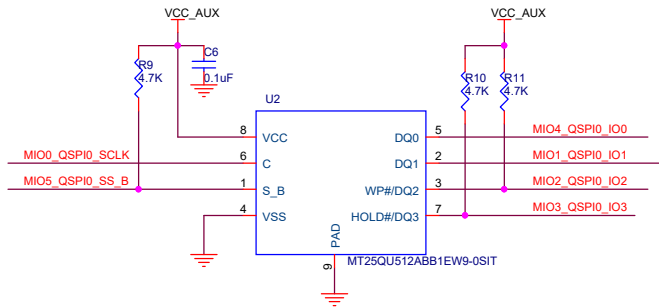 VCC_AUX
VCC_AUX
R9
4.7K
C6
0.1uF
R10
4.7K
R11
4.7K
U2
8 VCC
DQ0 5 MIO4_QSPI0_IO0
MIO0_QSPI0_SCLK 6 C
DQ1 2 MIO1_QSPI0_IO1
MIO5_QSPI0_SS_B 1 S_B
WP#/DQ2 3 MIO2_QSPI0_IO2
4 VSS
HOLD#/DQ3 7 MIO3_QSPI0_IO3
PAD
9
MT25QU512ABB1EW9-0SIT